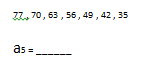 77, 70 , 63 , 56 , 49 , 42 , 35
a5 = ______